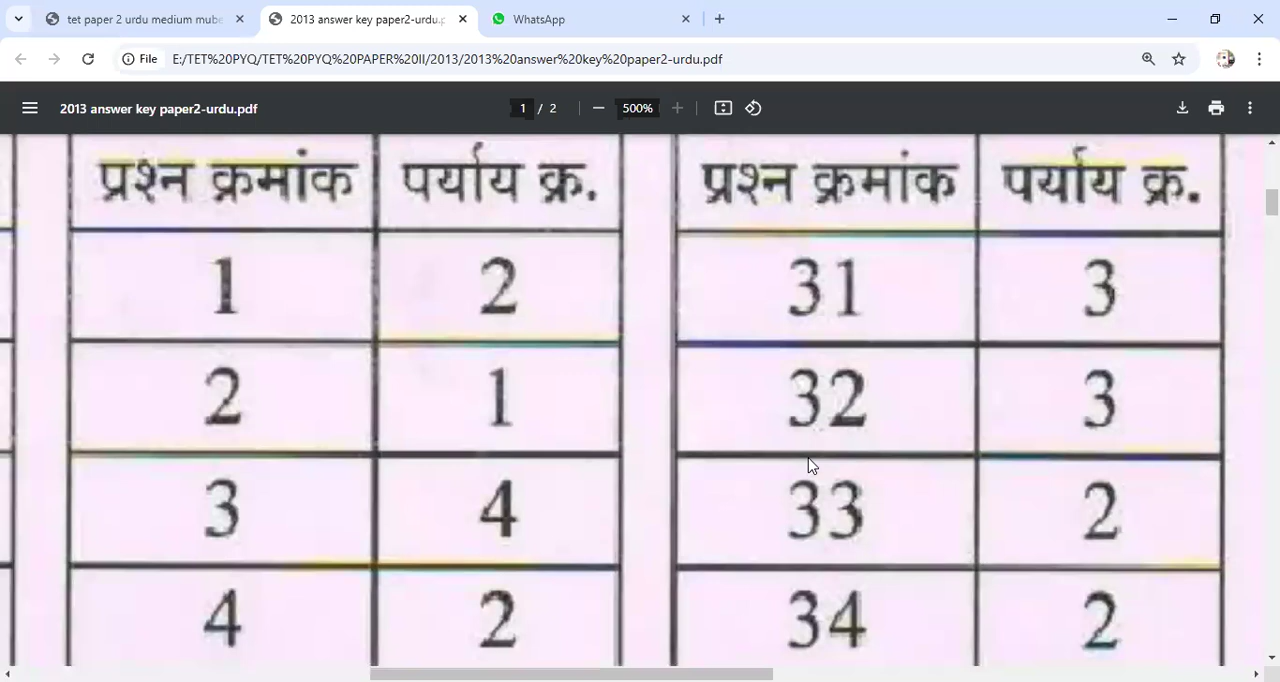 tet paper 2 urdu medium mube
2013 answer key paper2-urdu.p
WhatsApp
File
E:/TET%20PYQ/TET%20PYQ%20PAPER%20II/2013/2013%20answer%20key%20paper2-urdu.pdf
2013 answer key paper2-urdu.pdf
1 / 2
500%
प्रश्न क्रमांक पर्याय क्र. प्रश्न क्रमांक पर्याय क्र.
1 2 31 3
2 1 32 3
3 4 33 2
4 2 34 2